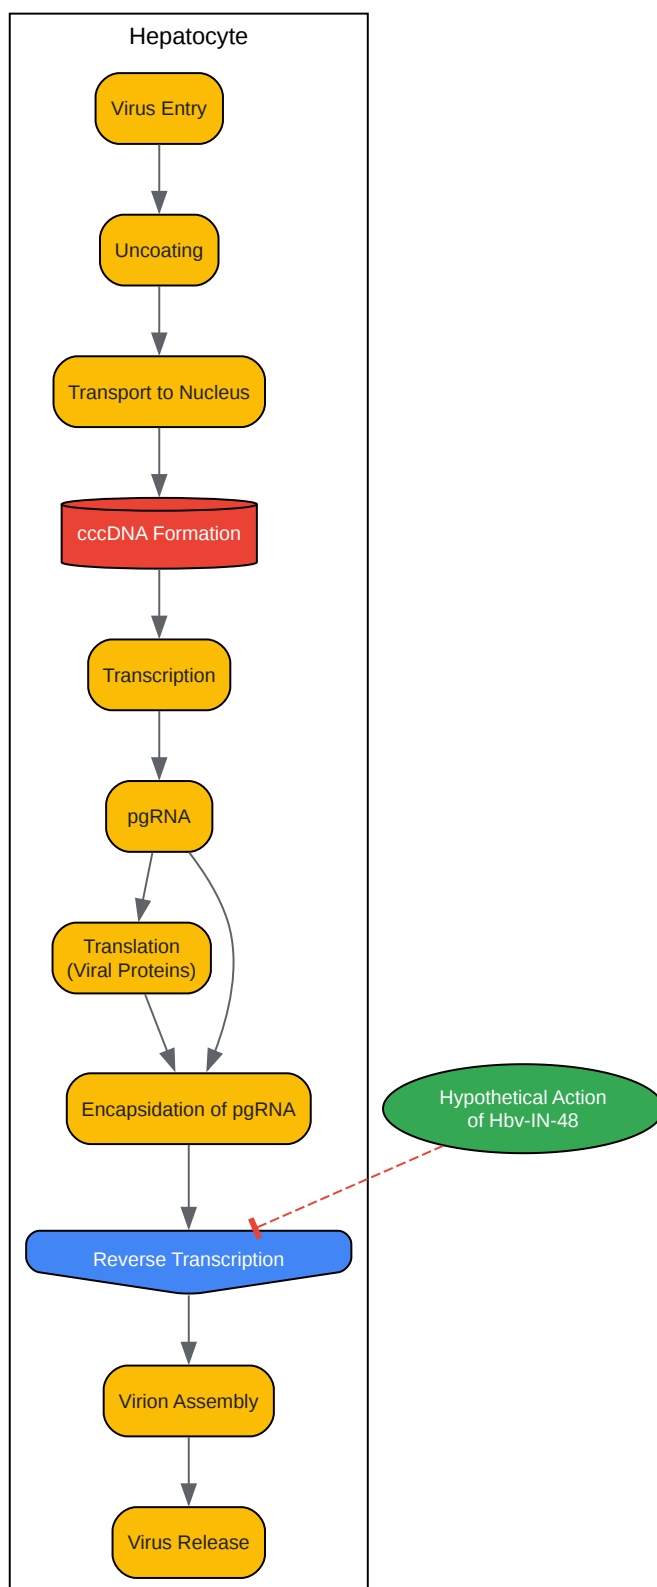 Hepatocyte
Virus Entry
Uncoating
Transport to Nucleus
cccDNA Formation
Transcription
pgRNA
Translation
(Viral Proteins)
Encapsidation of pgRNA
Hypothetical Action
of Hbv-IN-48
Reverse Transcription
Virion Assembly
Virus Release